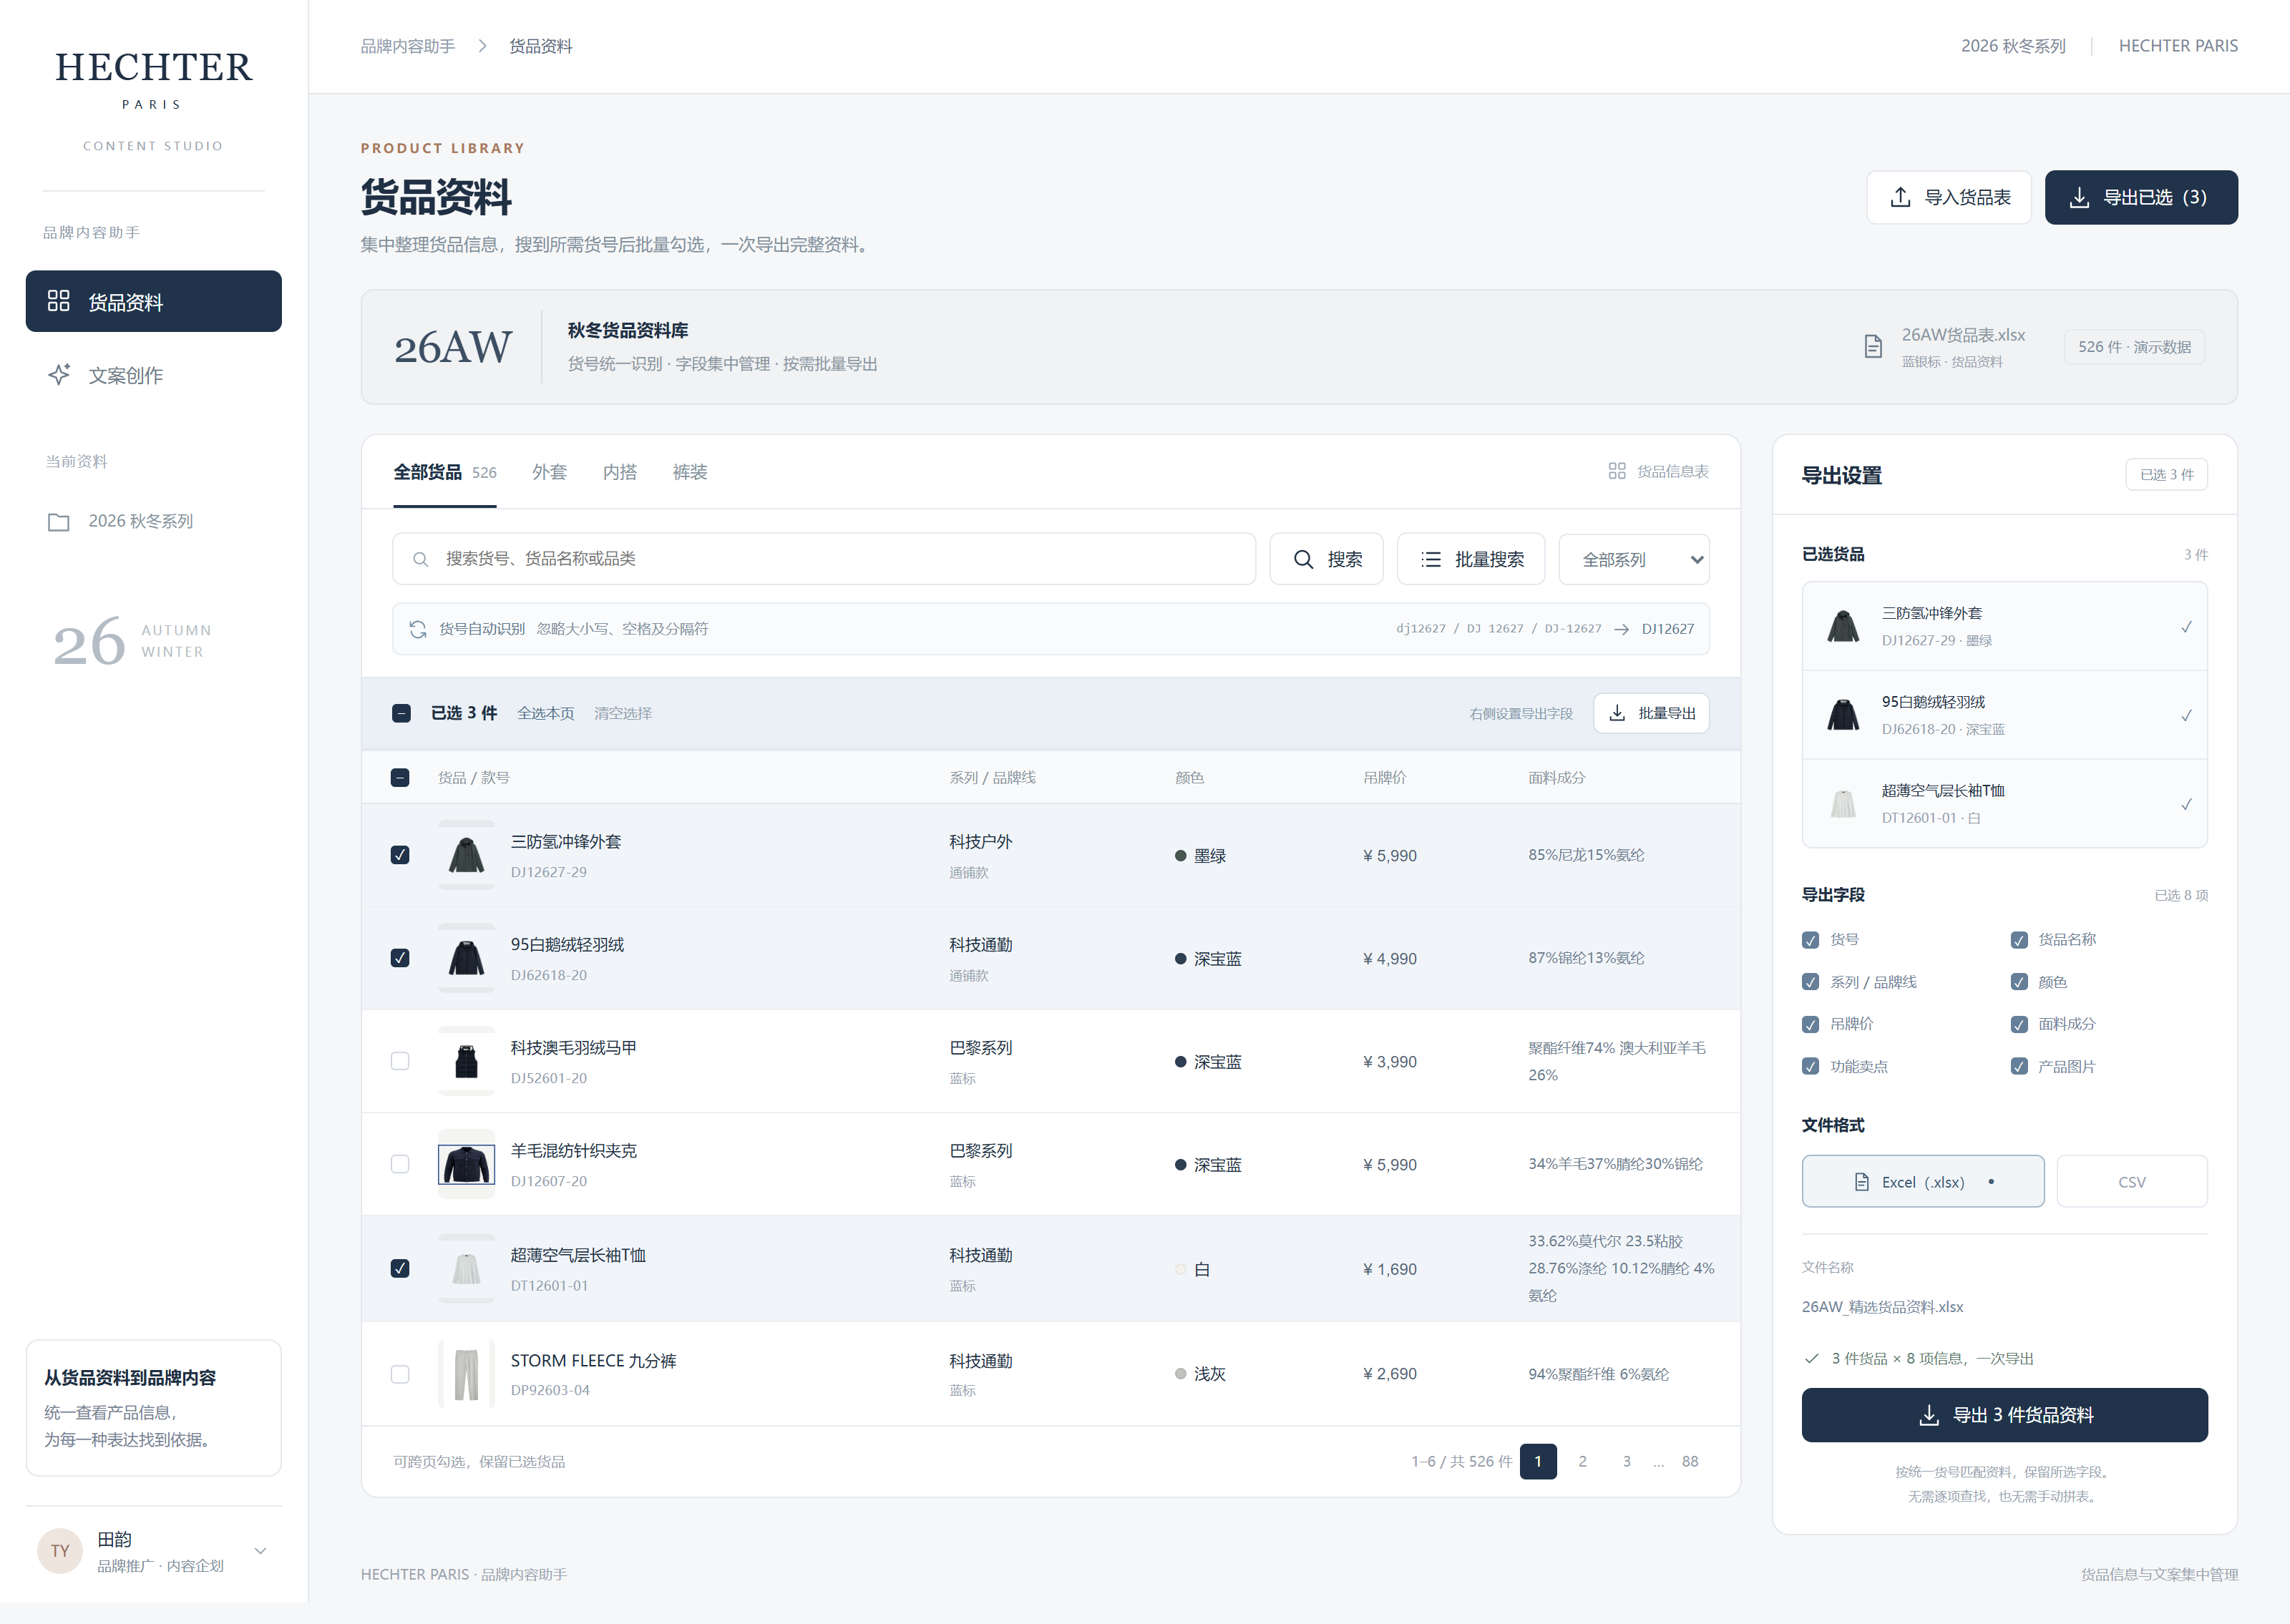 HECHTER
PARIS
CONTENT STUDIO
品牌内容助手
货品资料
文案创作
当前资料
2026 秋冬系列
26
AUTUMN
WINTER
从货品资料到品牌内容
统一查看产品信息，
为每一种表达找到依据。
TY
田韵
品牌推广 · 内容企划
品牌内容助手
货品资料
2026 秋冬系列
HECHTER PARIS
PRODUCT LIBRARY
货品资料
集中整理货品信息，搜到所需货号后批量勾选，一次导出完整资料。
导入货品表
导出已选（3）
26AW
秋冬货品资料库
货号统一识别 · 字段集中管理 · 按需批量导出
26AW货品表.xlsx
蓝银标 · 货品资料
526 件 · 演示数据
全部货品 526
外套
内搭
裤装
货品信息表
搜索货号、货品名称或品类
搜索
批量搜索
全部系列
货号自动识别 忽略大小写、空格及分隔符
dj12627 / DJ 12627 / DJ-12627 → DJ12627
已选 3 件
全选本页
清空选择
右侧设置导出字段
批量导出
货品 / 款号
系列 / 品牌线
颜色
吊牌价
面料成分
三防氢冲锋外套
DJ12627-29
科技户外
通铺款
墨绿
¥ 5,990
85%尼龙15%氨纶
95白鹅绒轻羽绒
DJ62618-20
科技通勤
通铺款
深宝蓝
¥ 4,990
87%锦纶13%氨纶
科技澳毛羽绒马甲
DJ52601-20
巴黎系列
蓝标
深宝蓝
¥ 3,990
聚酯纤维74% 澳大利亚羊毛
26%
羊毛混纺针织夹克
DJ12607-20
巴黎系列
蓝标
深宝蓝
¥ 5,990
34%羊毛37%腈纶30%锦纶
超薄空气层长袖T恤
DT12601-01
科技通勤
蓝标
白
¥ 1,690
33.62%莫代尔 23.5粘胶
28.76%涤纶 10.12%腈纶 4%
氨纶
STORM FLEECE 九分裤
DP92603-04
科技通勤
蓝标
浅灰
¥ 2,690
94%聚酯纤维 6%氨纶
可跨页勾选，保留已选货品
1–6 / 共 526 件
1
2
3
...
88
导出设置
已选 3 件
已选货品
3 件
三防氢冲锋外套
DJ12627-29 · 墨绿
95白鹅绒轻羽绒
DJ62618-20 · 深宝蓝
超薄空气层长袖T恤
DT12601-01 · 白
导出字段
已选 8 项
货号
货品名称
系列 / 品牌线
颜色
吊牌价
面料成分
功能卖点
产品图片
文件格式
Excel（.xlsx） •
CSV
文件名称
26AW_精选货品资料.xlsx
3 件货品 × 8 项信息，一次导出
导出 3 件货品资料
按统一货号匹配资料，保留所选字段。
无需逐项查找，也无需手动拼表。
HECHTER PARIS · 品牌内容助手
货品信息与文案集中管理